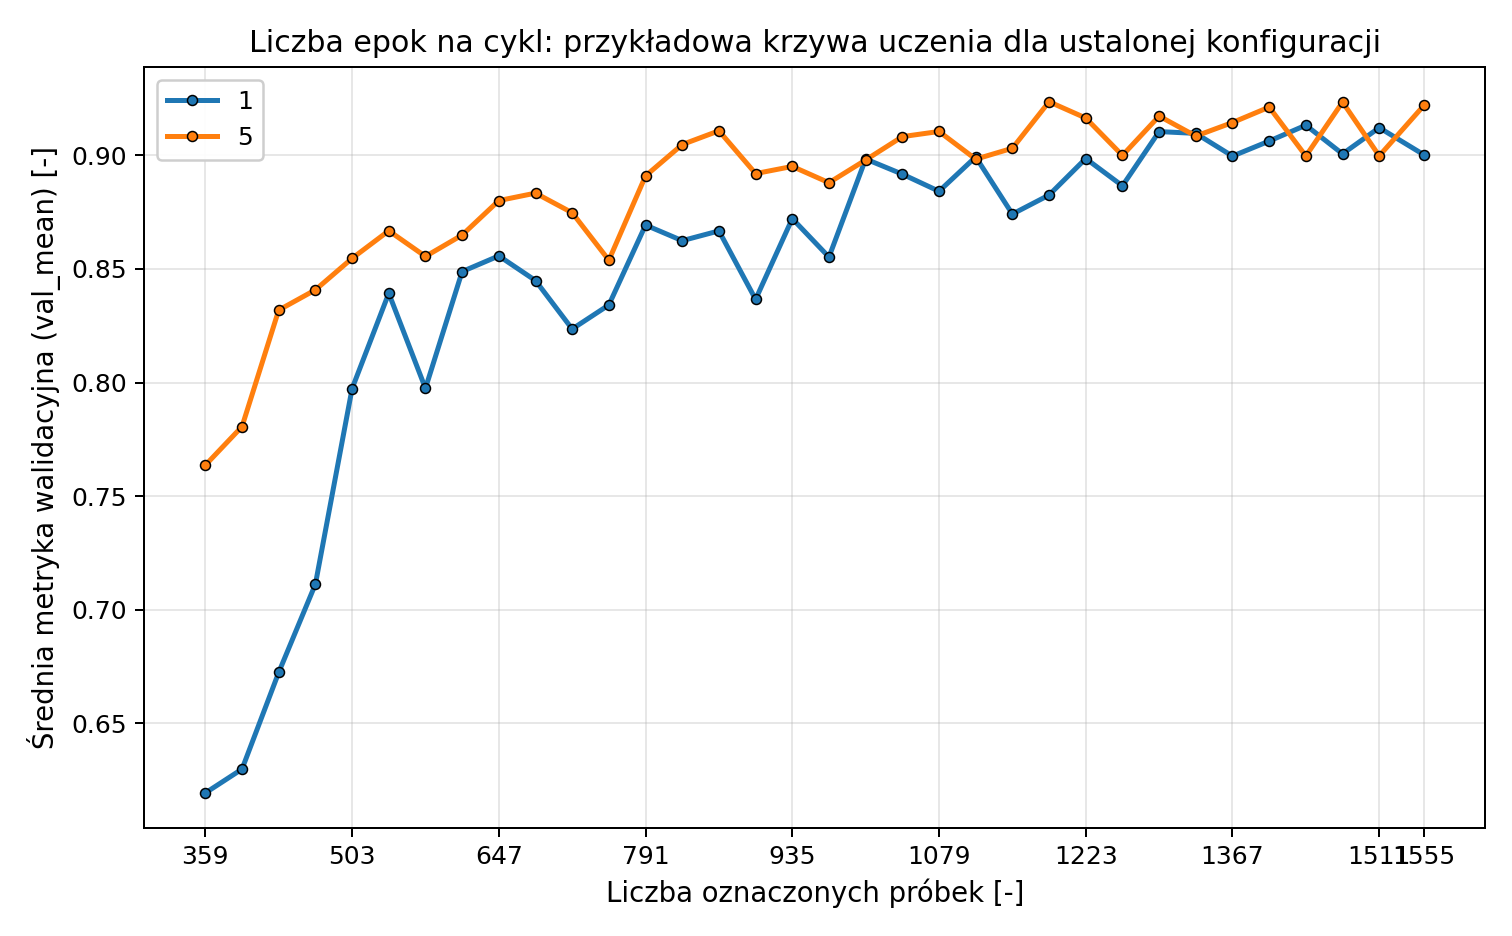 Liczba epok na cykl: przykładowa krzywa uczenia dla ustalonej konfiguracji
1
5
Średnia metryka walidacyjna (val_mean) [-]
0.90
0.85
0.80
0.75
0.70
0.65
359 503 647 791 935 1079 1223 1367 1511 1555
Liczba oznaczonych próbek [-]